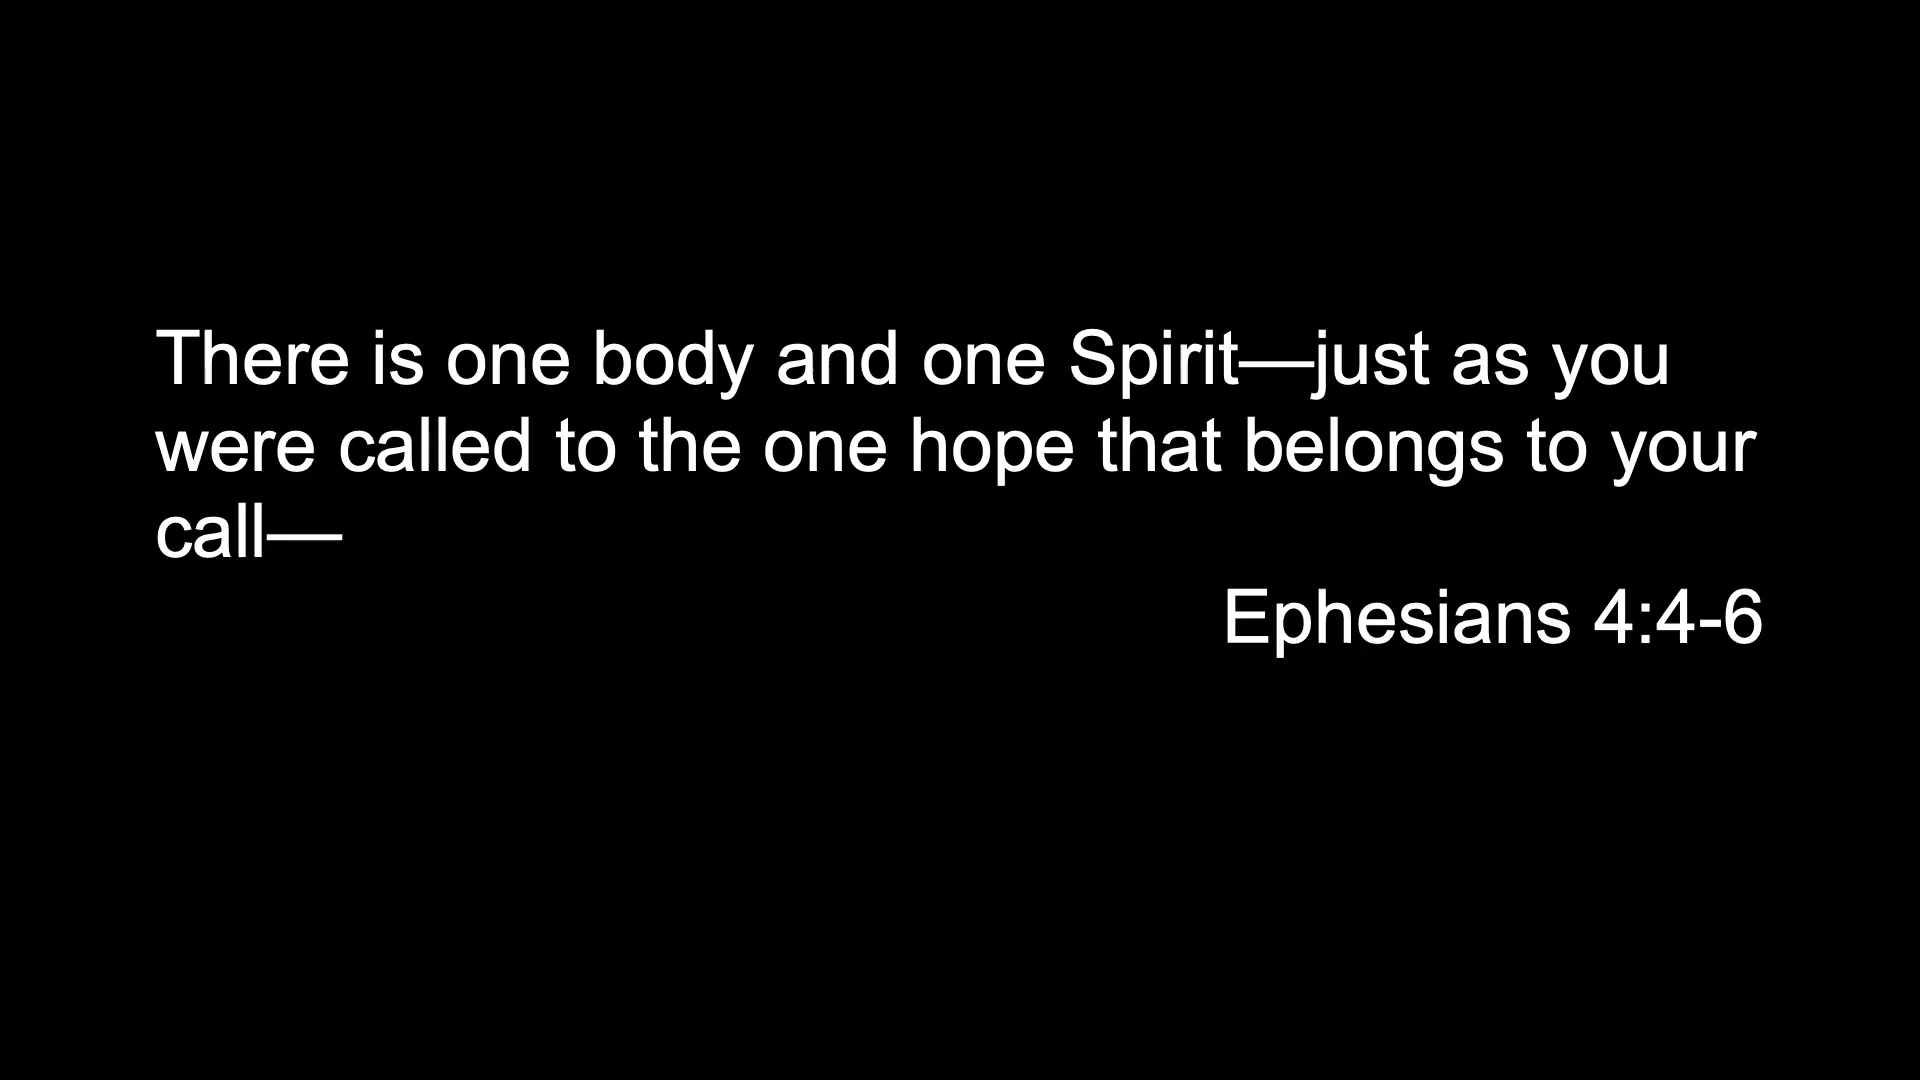 There is one body and one Spirit—just as you
were called to the one hope that belongs to your
call—
Ephesians 4:4-6